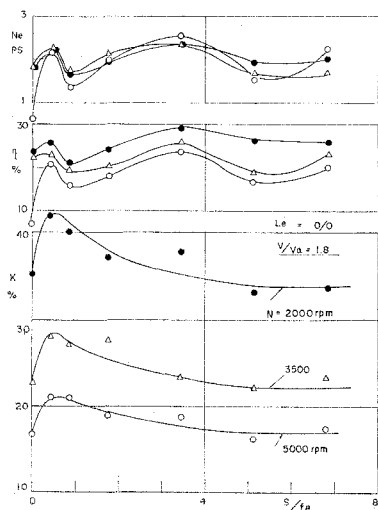 3
Ne
PS
1
30
η
%
10
Le = 0/0
V/Va = 1.8
40
K
%
N = 2000 rpm
30
3500
20
5000 rpm
10
0
4
8
S/fa